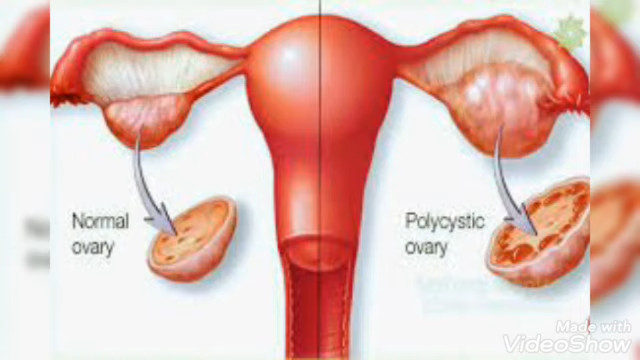 Normal
ovary
Polycystic
ovary
Made with
VideoShow